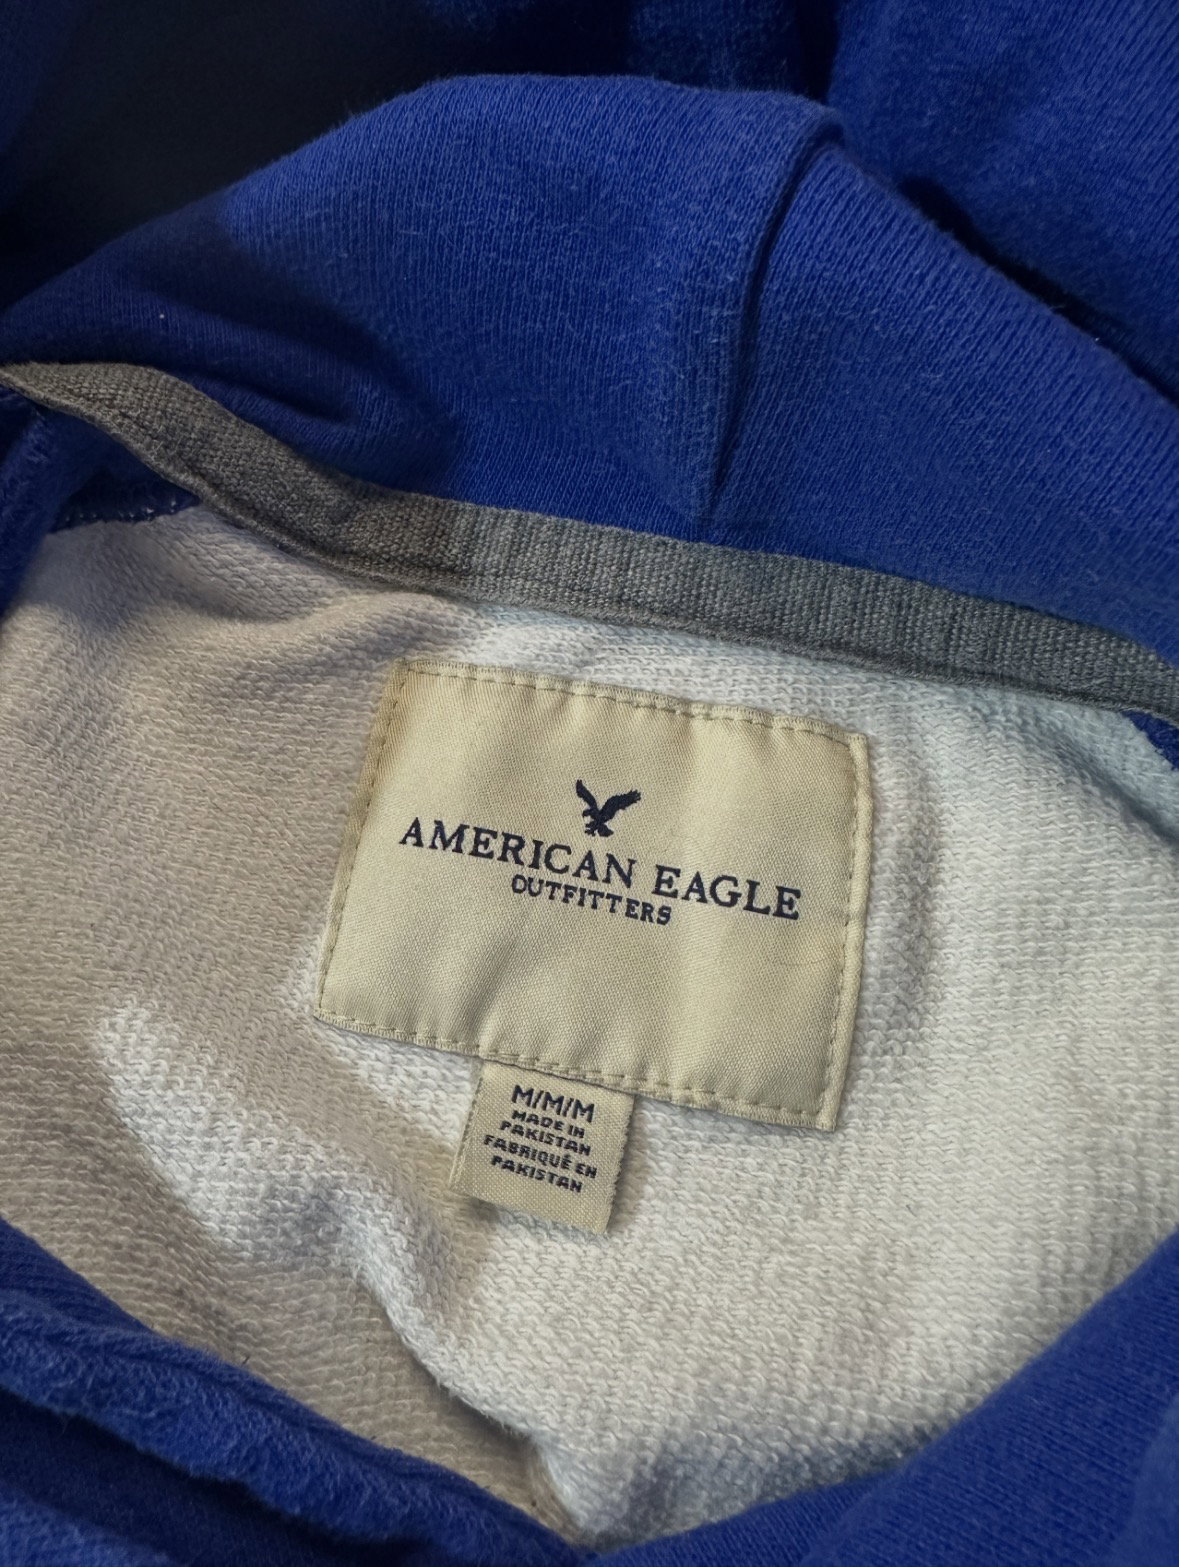 AMERICAN EAGLE
OUTFITTERS
M/M/M
MADE IN
PAKISTAN
FABRIQUÉ EN
PAKISTAN